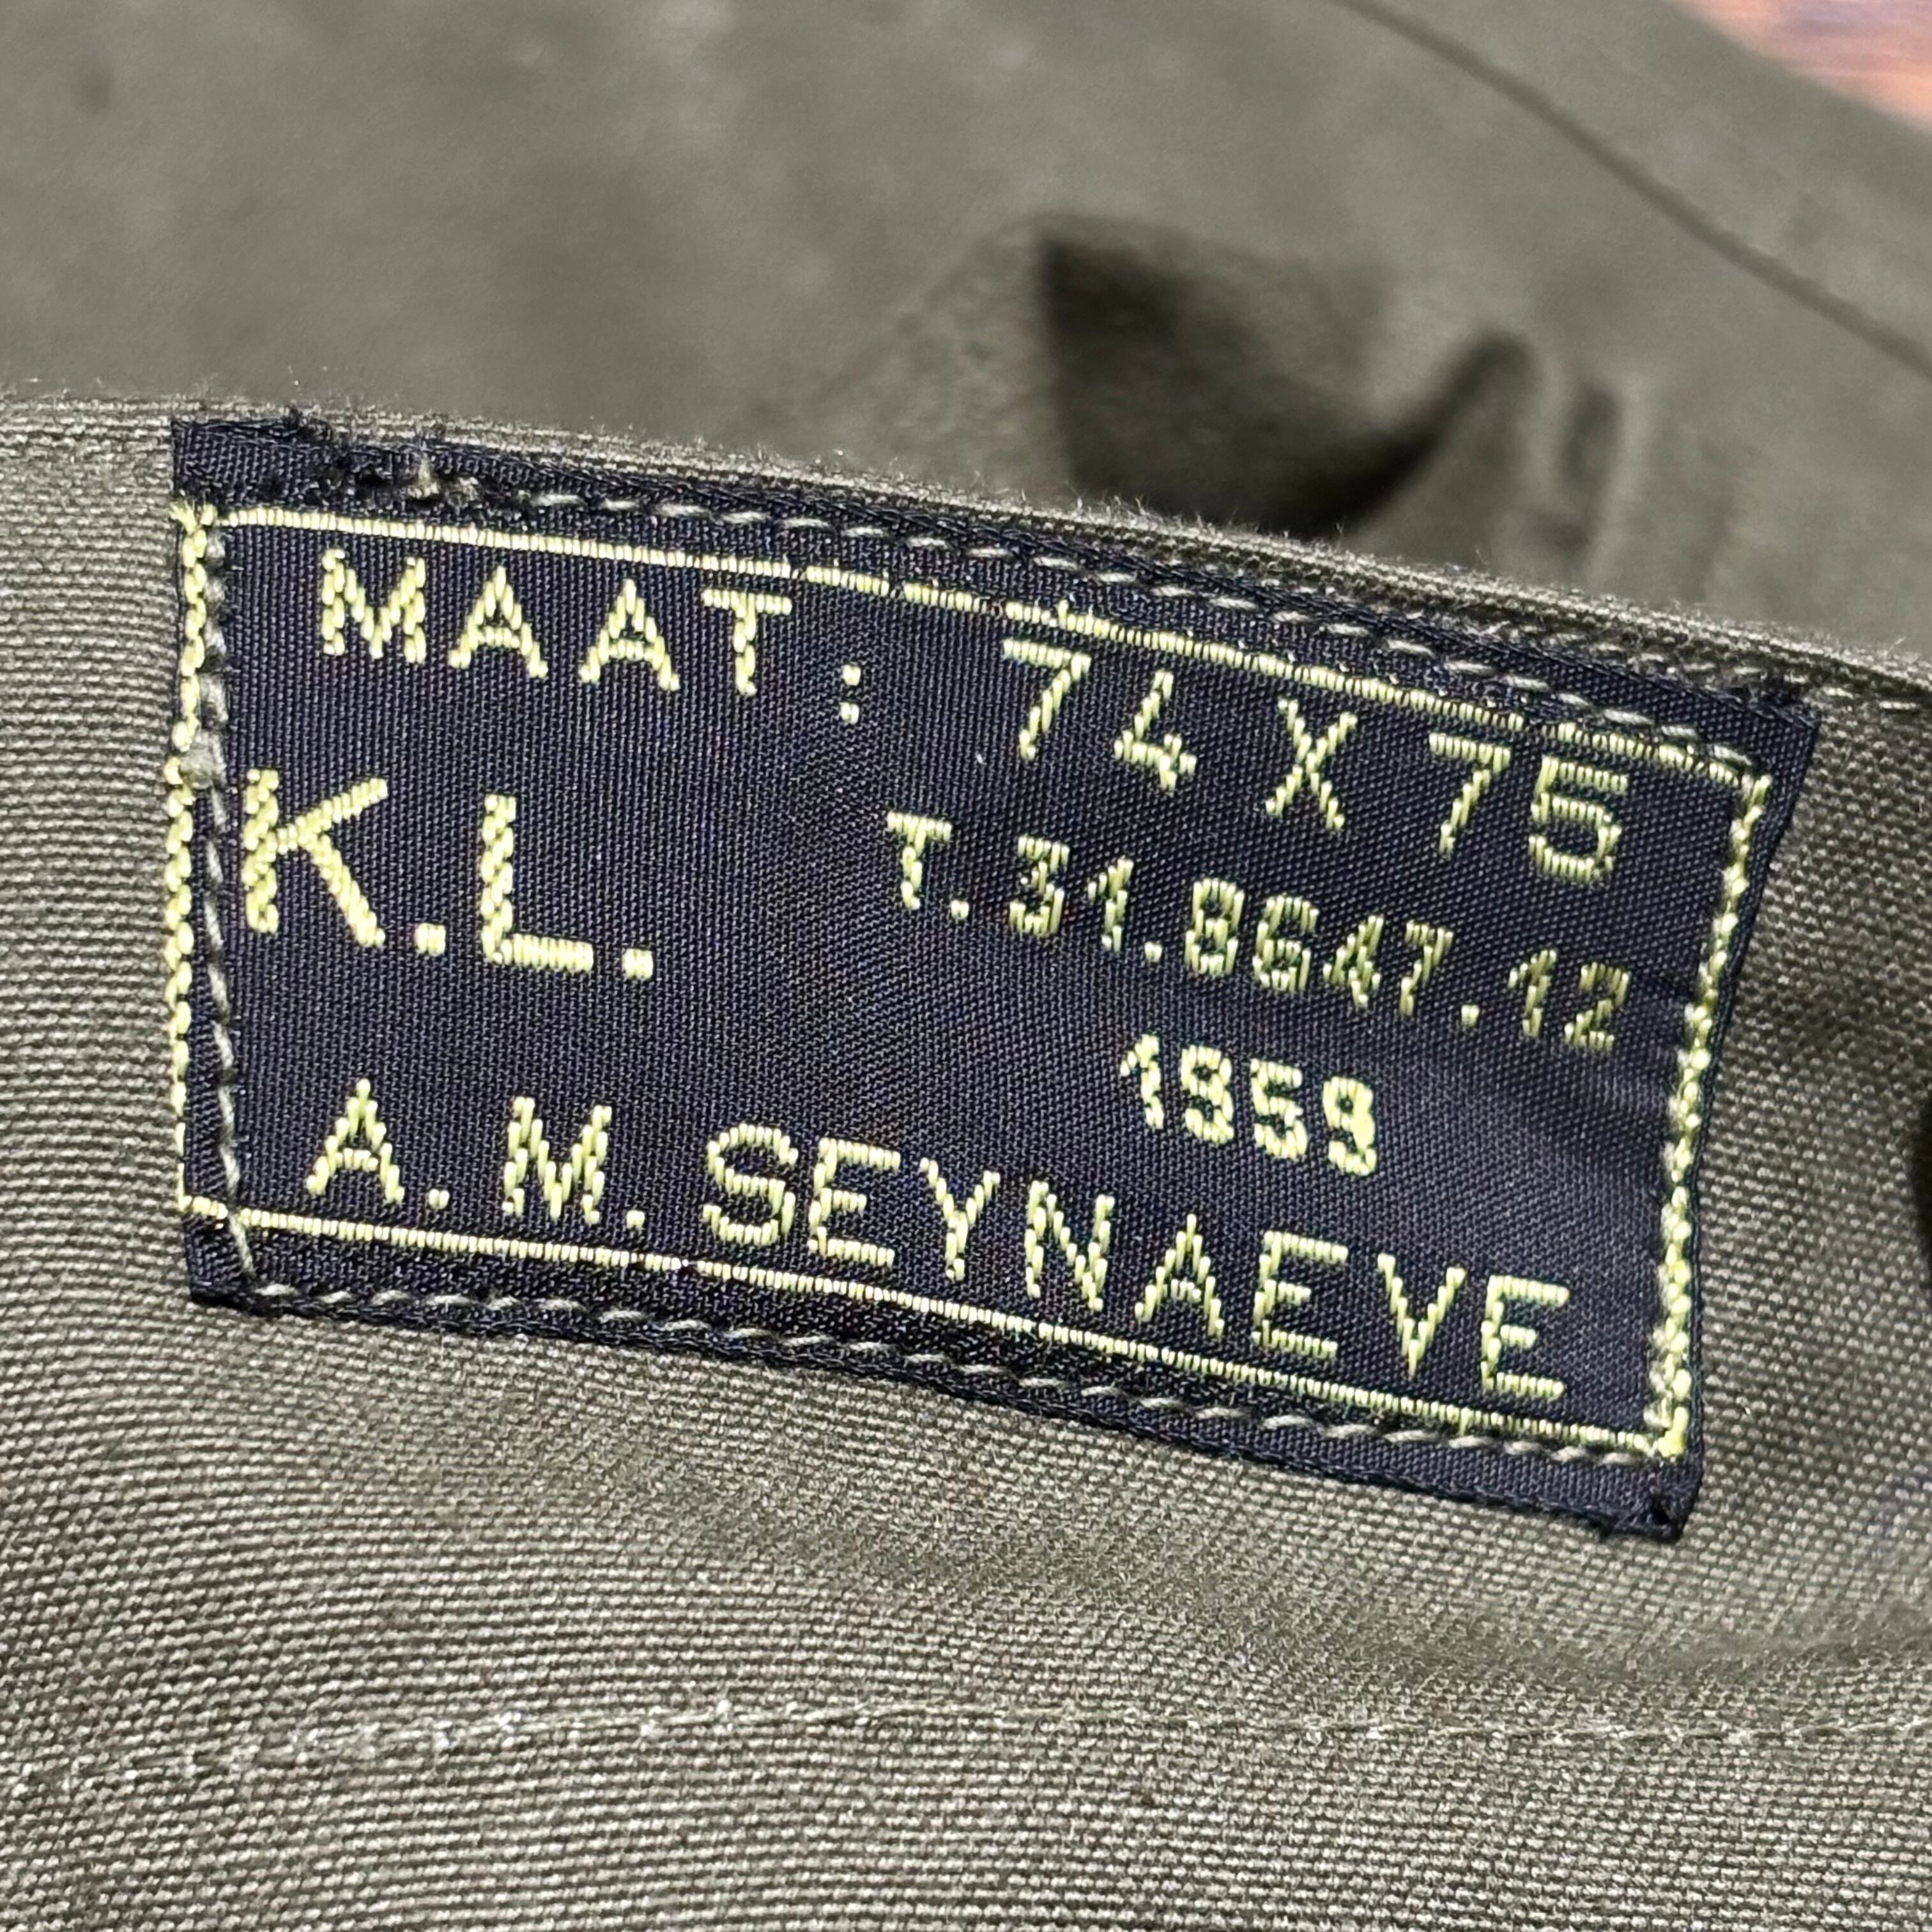 MAAT: 74 X 75
K.L. T.31.8647.12
1959
A.M. SEYNAEVE